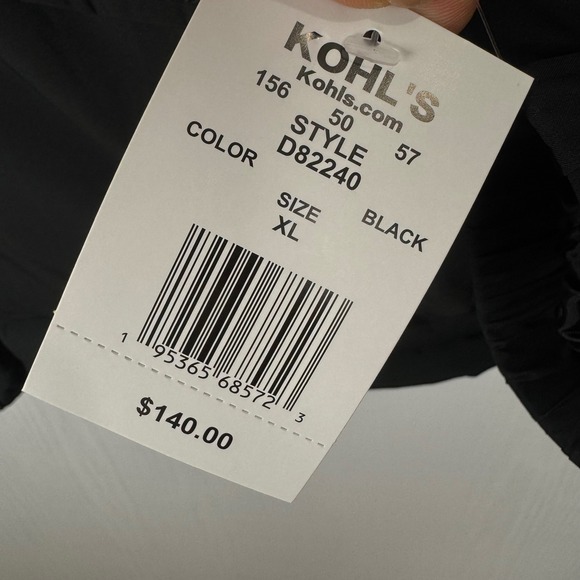 KOHL'S
Kohls.com
156 50 57
STYLE
D82240
COLOR BLACK
SIZE
XL
1 95365 68572 3
$140.00